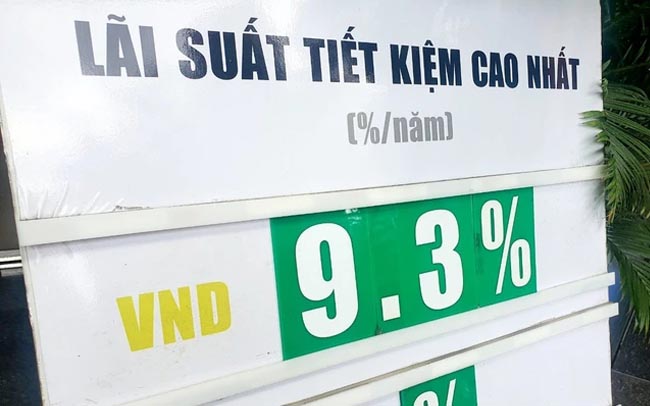 LÃI SUẤT TIẾT KIỆM CAO NHẤT
(%/năm)
VND 9.3%
%